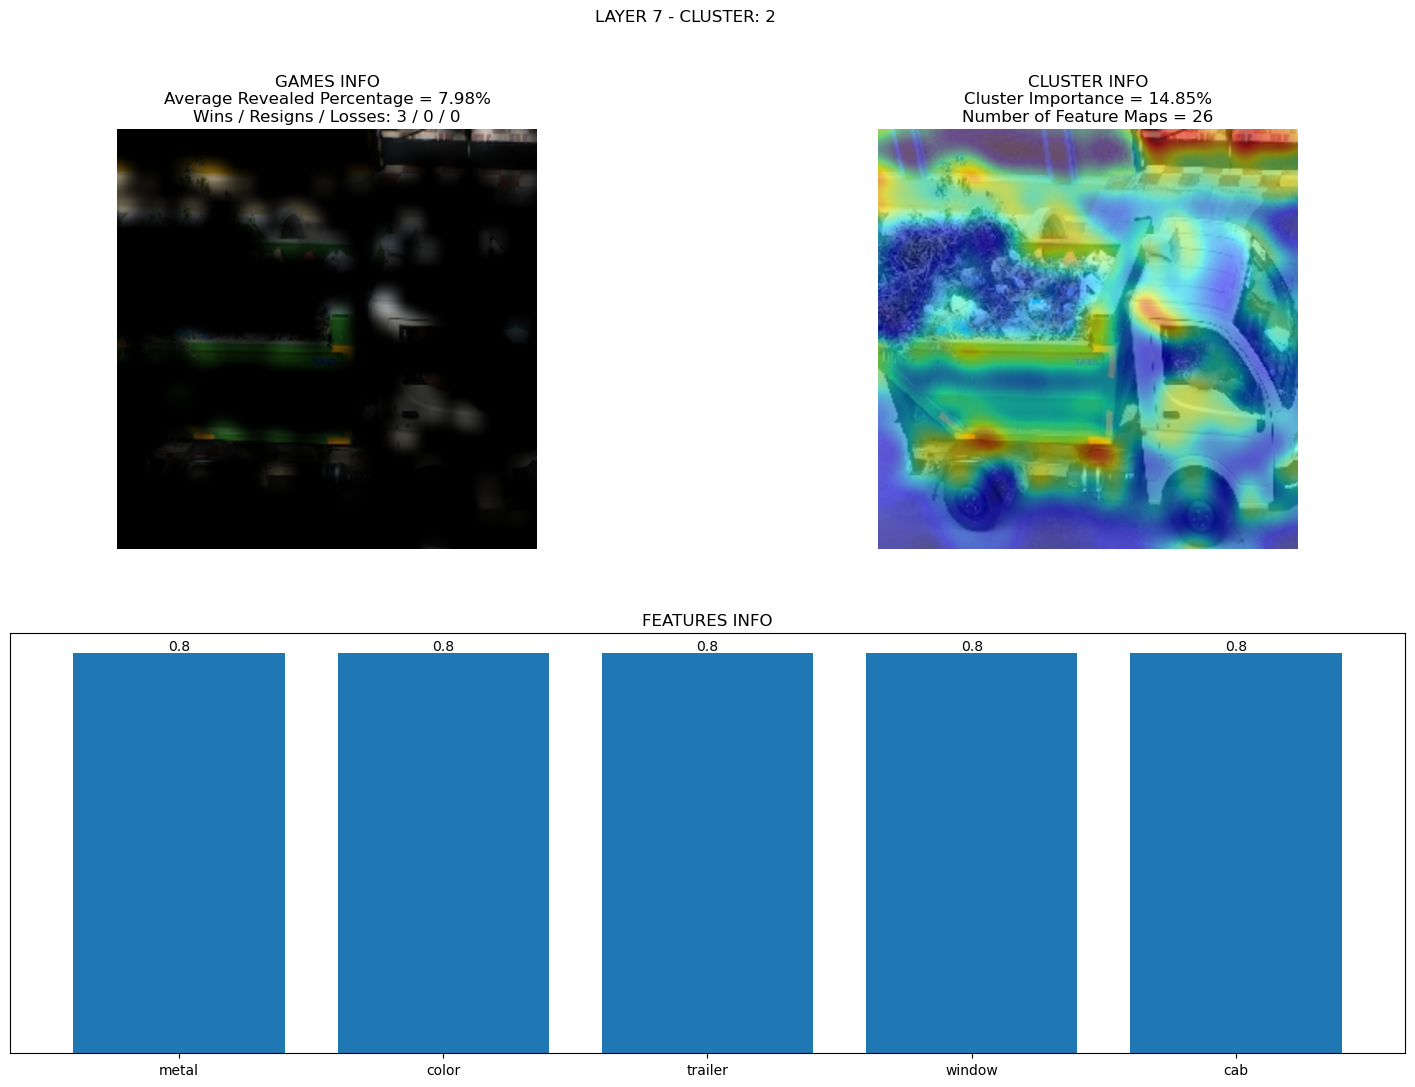 LAYER 7 - CLUSTER: 2
GAMES INFO
Average Revealed Percentage = 7.98%
Wins / Resigns / Losses: 3 / 0 / 0
CLUSTER INFO
Cluster Importance = 14.85%
Number of Feature Maps = 26
FEATURES INFO
0.8 0.8 0.8 0.8 0.8
metal color trailer window cab